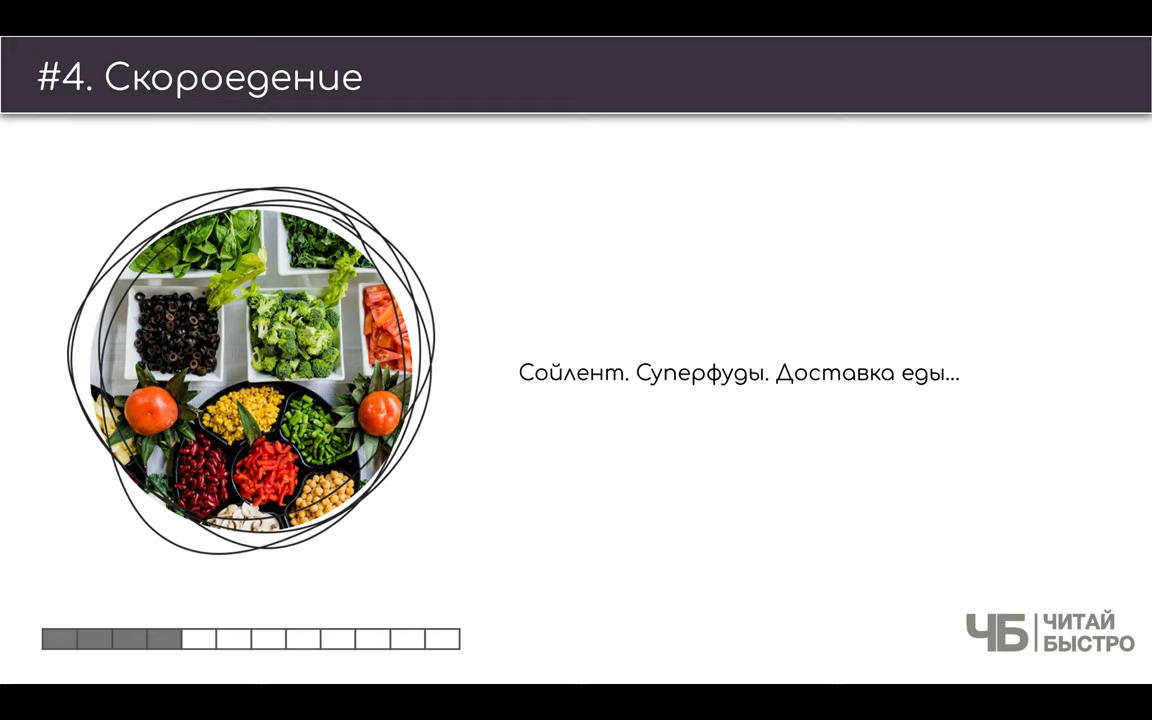 #4. Скороедение
Сойлент. Суперфуды. Доставка еды...
ЧБ
ЧИТАЙ
БЫСТРО